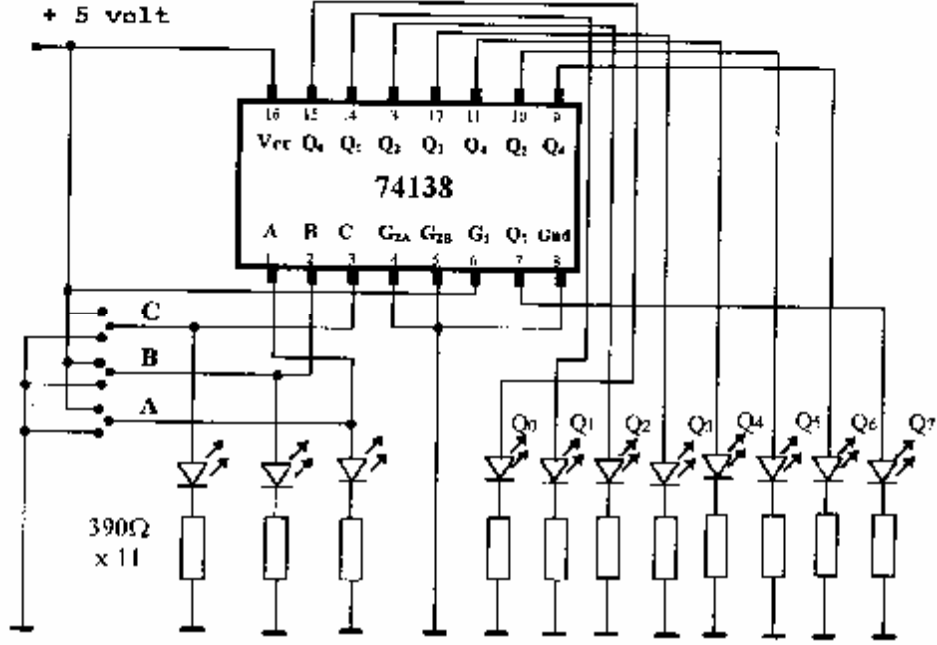 + 5 volt
16 15 14 3 17 11 10 9
Vcc Q0 Q1 Q2 Q3 Q4 Q5 Q6
74138
A B C G2A G2B G1 Q7 Gnd
1 2 3 4 5 6 7 8
C
B
A
Q0 Q1 Q2 Q3 Q4 Q5 Q6 Q7
390Ω
x 11